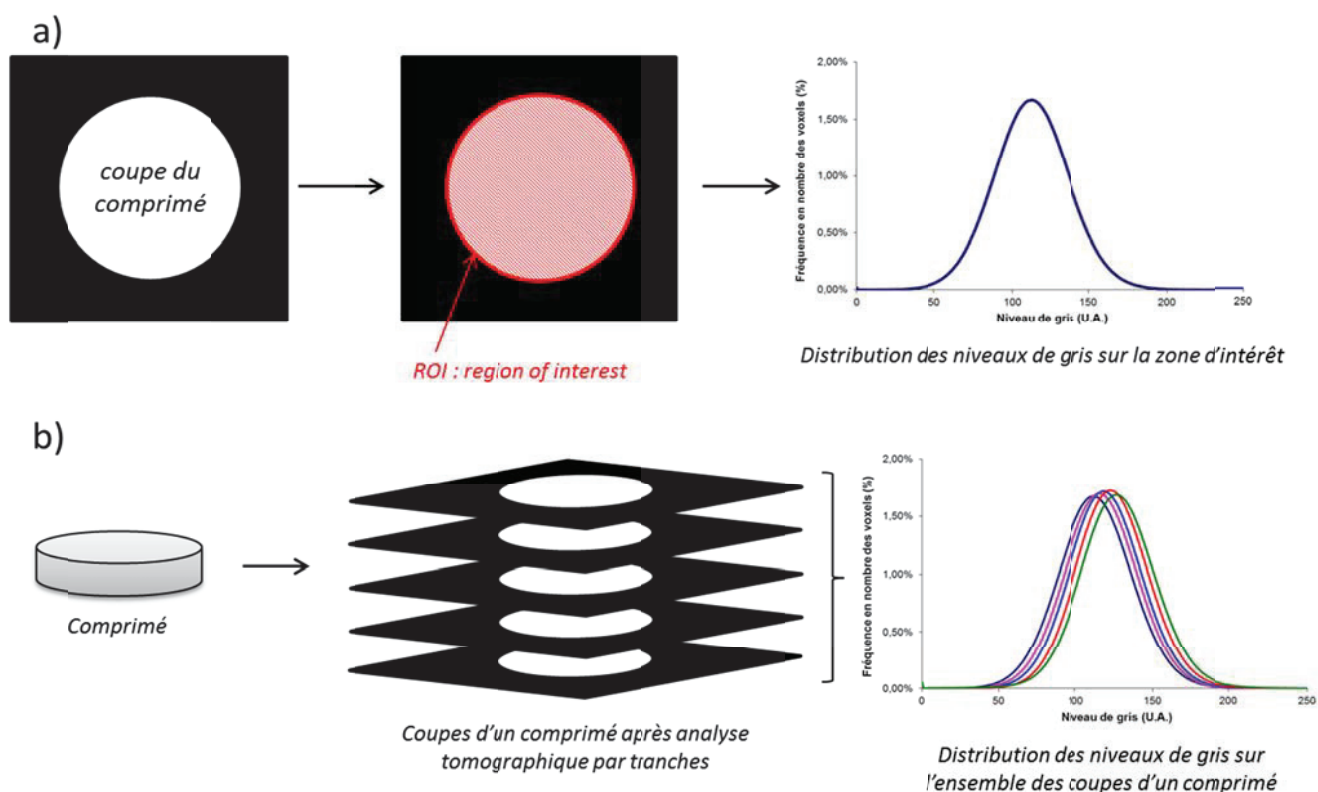 a)
coupe du
comprimé
ROI : region of interest
Fréquence en nombre des voxels (%)
2,00%
1,50%
1,00%
0,50%
0,00%
0 50 100 150 200 250
Niveau de gris (U.A.)
Distribution des niveaux de gris sur la zone d'intérêt
b)
Comprimé
Coupes d'un comprimé après analyse
tomographique par tranches
Fréquence en nombre des voxels (%)
2,00%
1,50%
1,00%
0,50%
0,00%
0 50 100 150 200 250
Niveau de gris (U.A.)
Distribution des niveaux de gris sur
l'ensemble des coupes d'un comprimé